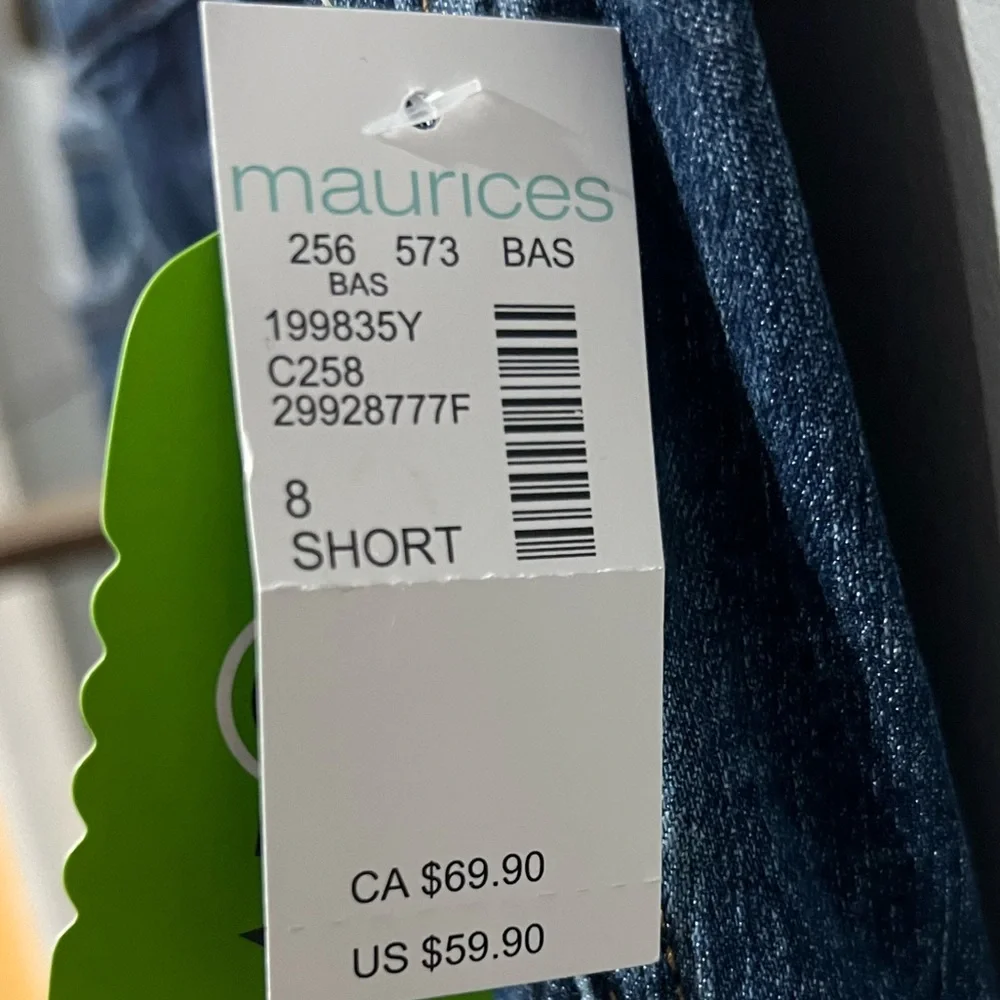 maurices
256 573 BAS
BAS
199835Y
C258
29928777F
8
SHORT
CA $69.90
US $59.90